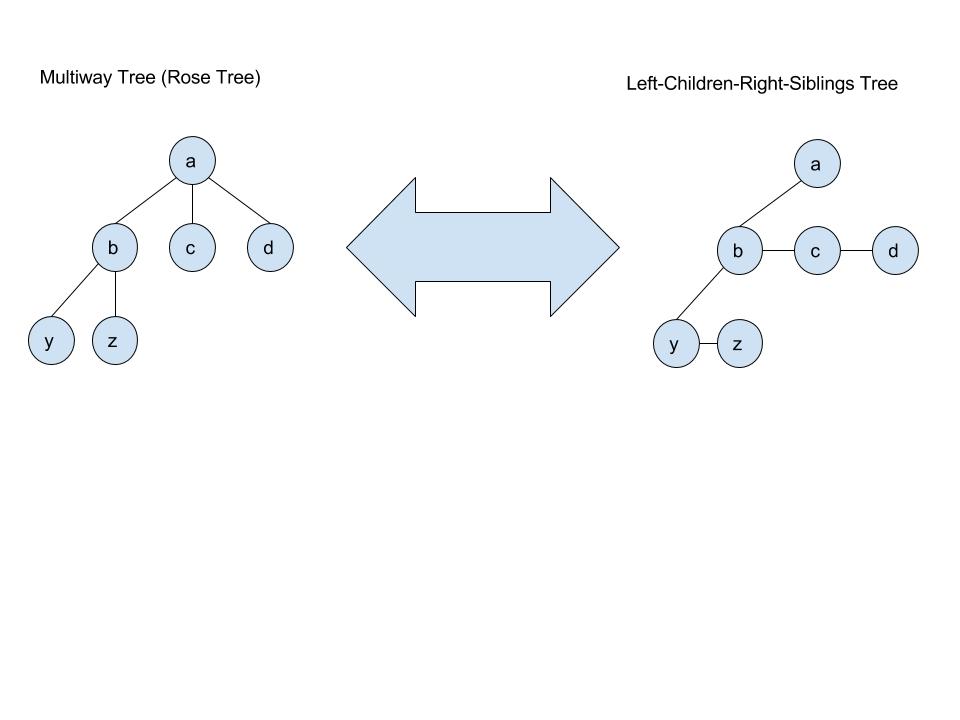 Multiway Tree (Rose Tree)
Left-Children-Right-Siblings Tree
a
b c d
y z
a
b c d
y z